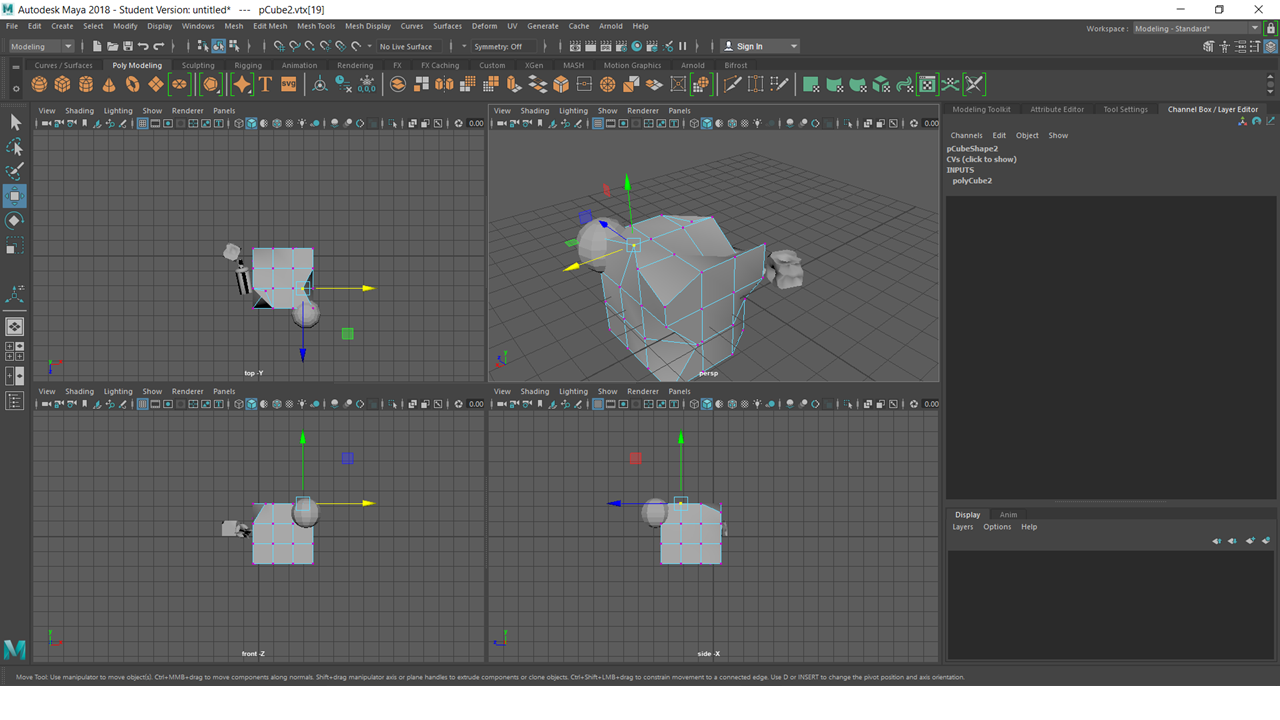 Autodesk Maya 2018 - Student Version: untitled* --- pCube2.vtx[19]
File Edit Create Select Modify Display Windows Mesh Edit Mesh Mesh Tools Mesh Display Curves Surfaces Deform UV Generate Cache Arnold Help
Workspace : Modeling - Standard*
Modeling No Live Surface Symmetry: Off Sign In
Curves / Surfaces Poly Modeling Sculpting Rigging Animation Rendering FX FX Caching Custom XGen MASH Motion Graphics Arnold Bifrost
T SVG 0,0,0
View Shading Lighting Show Renderer Panels
0.00
top -Y
View Shading Lighting Show Renderer Panels
0.00
persp
View Shading Lighting Show Renderer Panels
0.00
front -Z
View Shading Lighting Show Renderer Panels
0.00
side -X
Modeling Toolkit Attribute Editor Tool Settings Channel Box / Layer Editor
Channels Edit Object Show
pCubeShape2
CVs (click to show)
INPUTS
polyCube2
Display Anim
Layers Options Help
Move Tool: Use manipulator to move object(s). Ctrl+MMB+drag to move components along normals. Shift+drag manipulator axis or plane handles to extrude components or clone objects. Ctrl+Shift+LMB+drag to constrain movement to a connected edge. Use D or INSERT to change the pivot position and axis orientation.